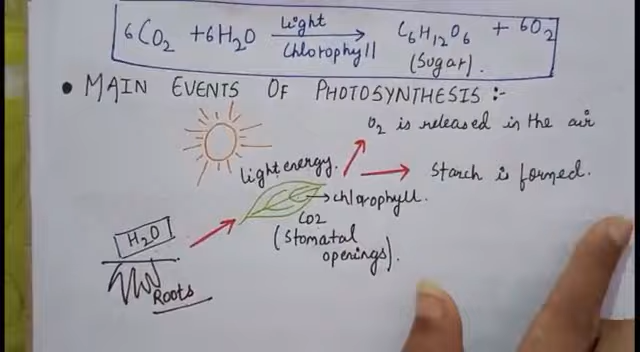 6CO₂ + 6H₂O Light Chlorophyll C₆H₁₂O₆ + 6O₂
(Sugar).
• MAIN EVENTS OF PHOTOSYNTHESIS :-
O₂ is released in the air
light energy.
Starch is formed.
chlorophyll.
CO2
(Stomatal
openings).
H₂O
Roots